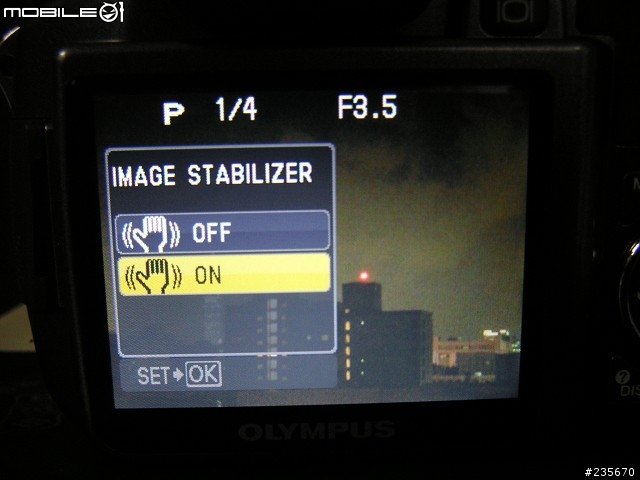 MOBILE01
P 1/4 F3.5
IMAGE STABILIZER
OFF
ON
SET OK
OLYMPUS
#235670